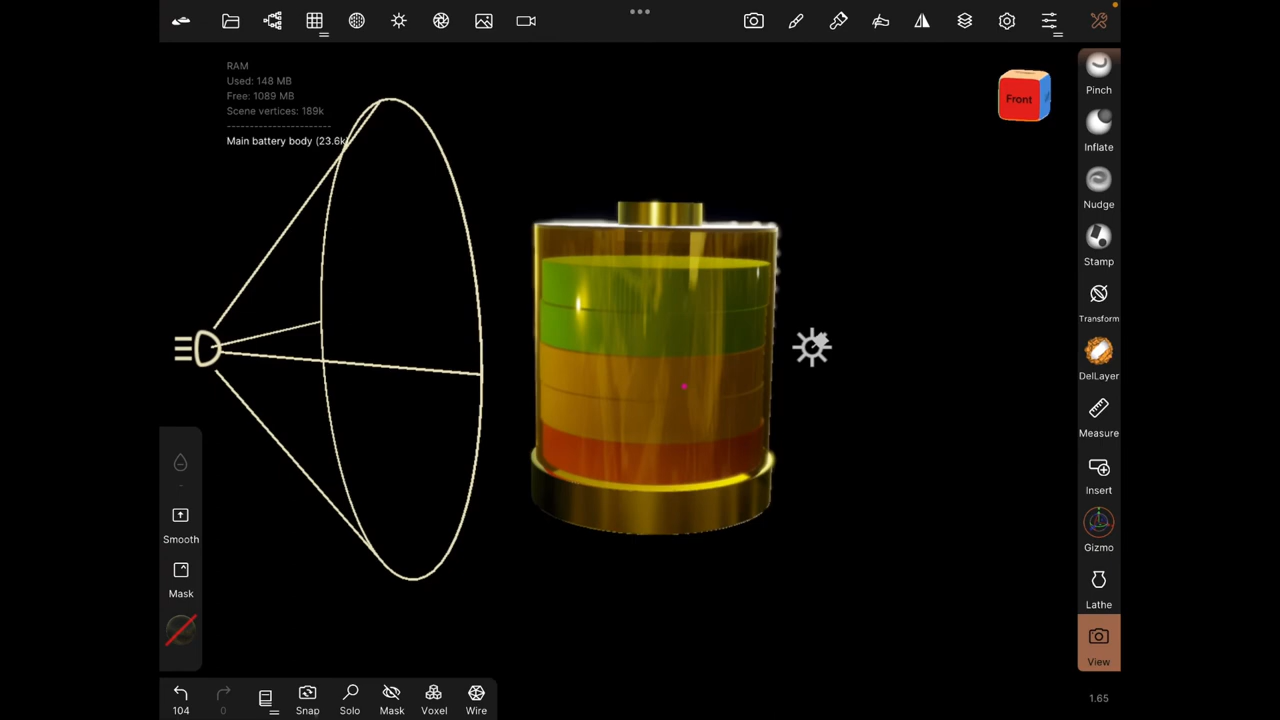 RAM
Used: 148 MB
Free: 1089 MB
Scene vertices: 189k
-----------------------
Main battery body (23.6k
Front
Pinch
Inflate
Nudge
Stamp
Transform
DelLayer
Measure
Insert
Gizmo
Lathe
View
1.65
Smooth
Mask
104
0
Snap
Solo
Mask
Voxel
Wire